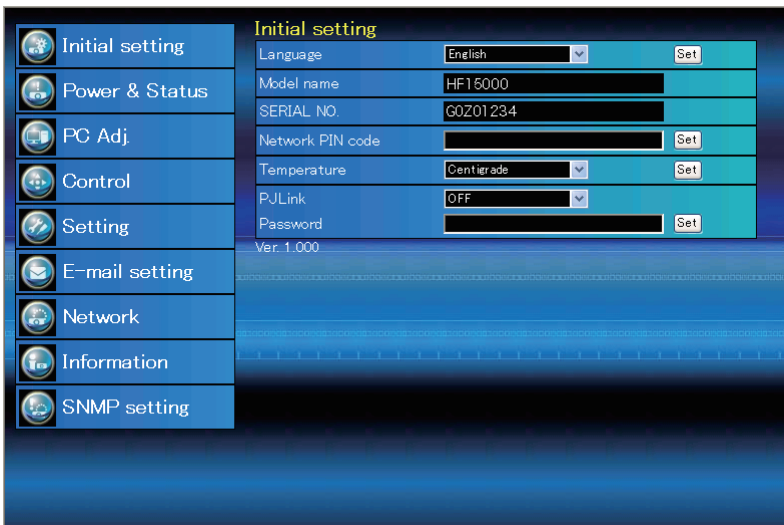 Initial setting
Power & Status
PC Adj.
Control
Setting
E-mail setting
Network
Information
SNMP setting
Initial setting
Language English Set
Model name HF15000
SERIAL NO. G0Z01234
Network PIN code Set
Temperature Centigrade Set
PJLink OFF
Password Set
Ver. 1.000